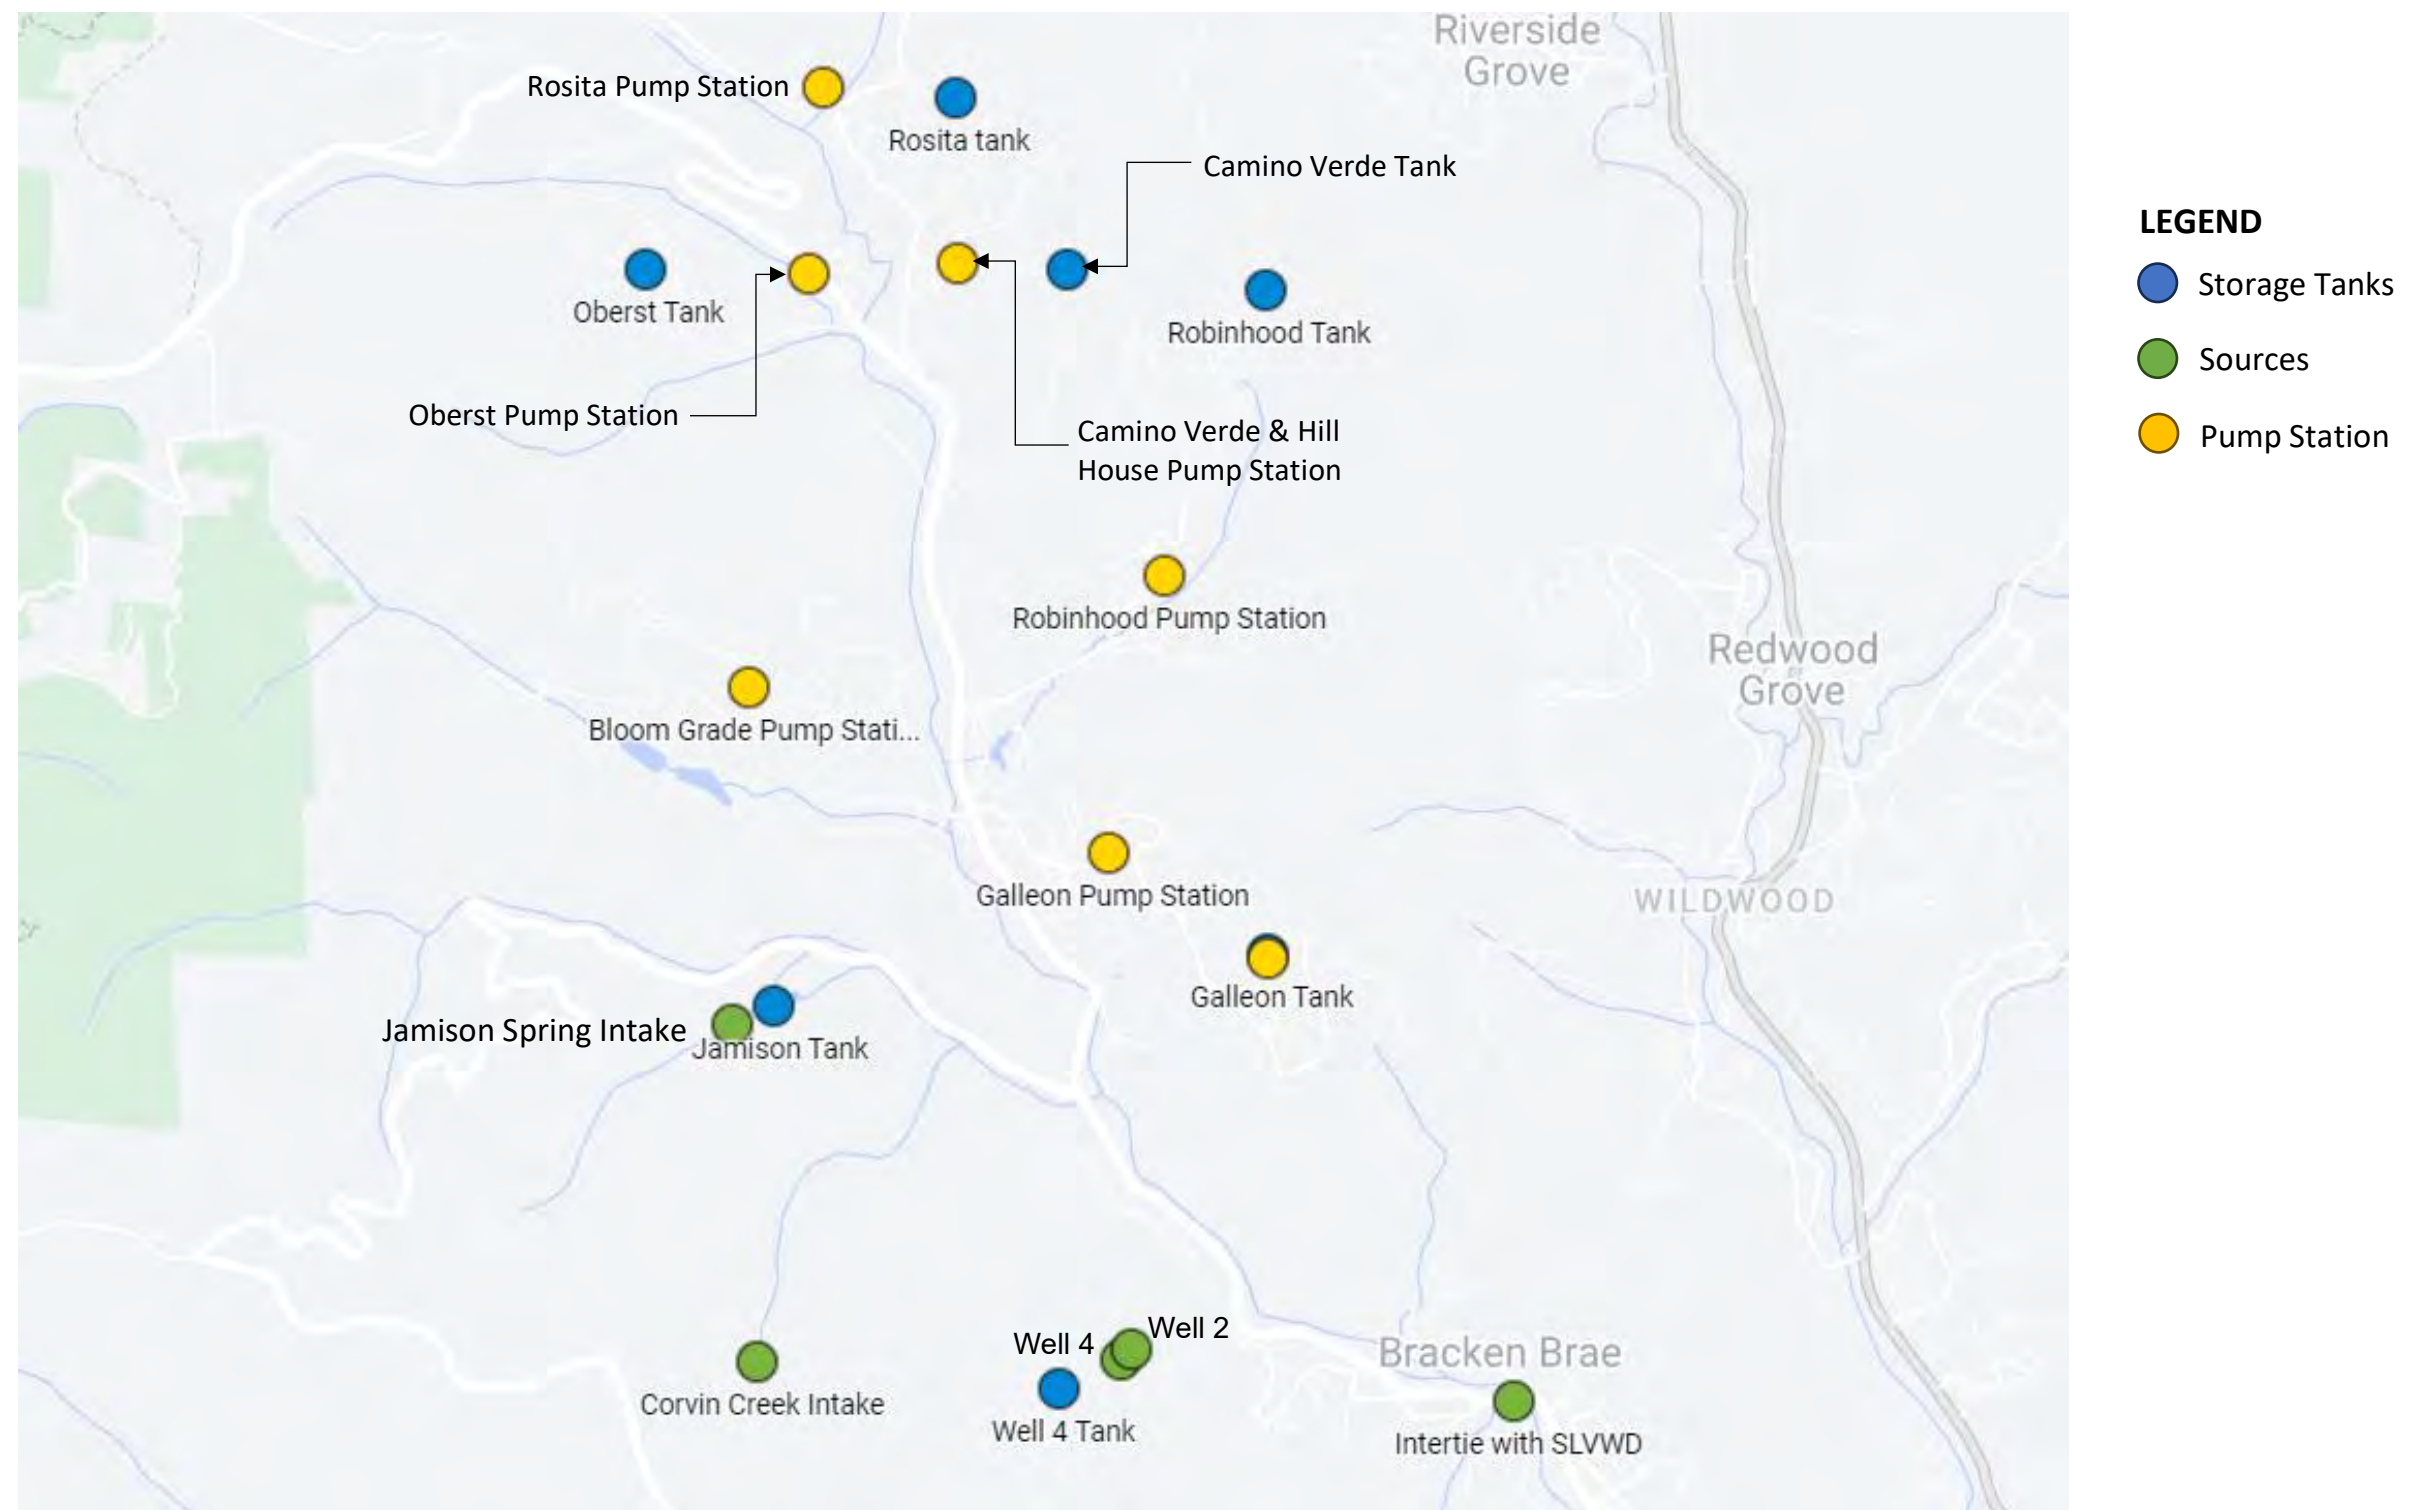 Riverside
Grove
Rosita Pump Station
Rosita tank
Camino Verde Tank
LEGEND
Storage Tanks
Sources
Pump Station
Oberst Tank
Robinhood Tank
Oberst Pump Station
Camino Verde & Hill
House Pump Station
Robinhood Pump Station
Redwood
Grove
Bloom Grade Pump Stati...
Galleon Pump Station
WILDWOOD
Galleon Tank
Jamison Spring Intake
Jamison Tank
Well 2
Well 4
Bracken Brae
Corvin Creek Intake
Well 4 Tank
Intertie with SLVWD